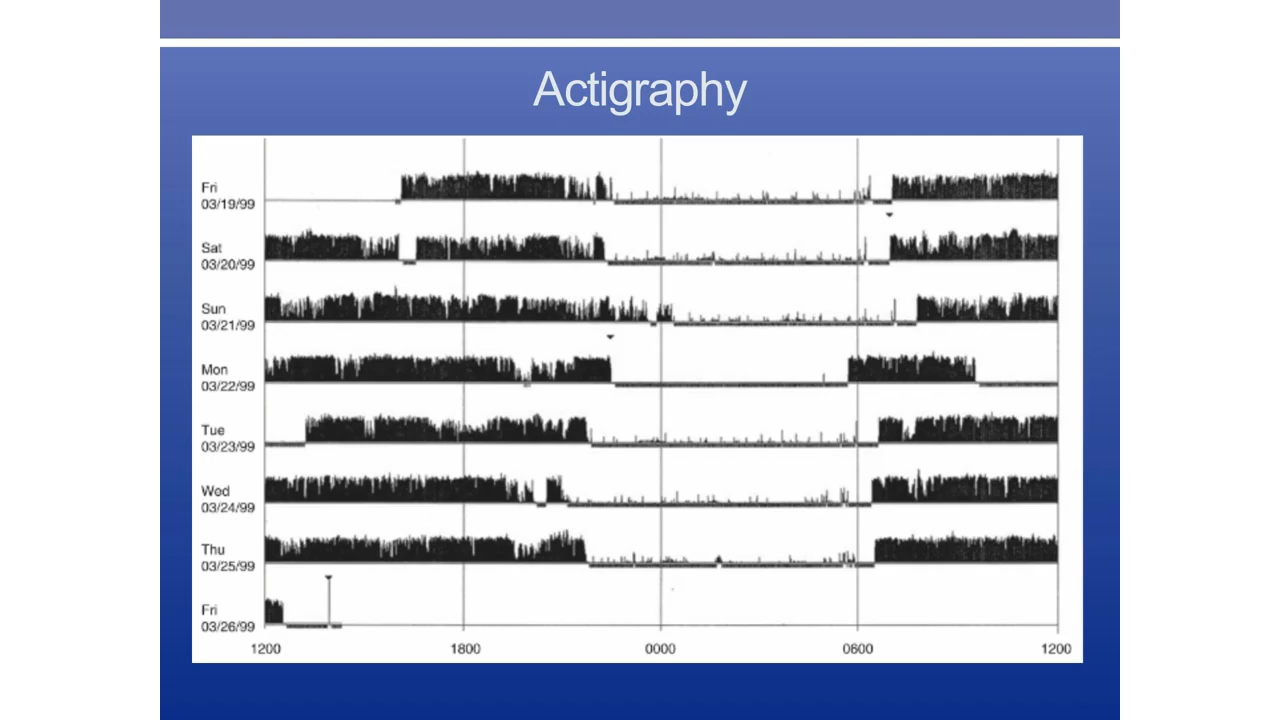 Actigraphy
Fri
03/19/99
Sat
03/20/99
Sun
03/21/99
Mon
03/22/99
Tue
03/23/99
Wed
03/24/99
Thu
03/25/99
Fri
03/26/99
1200 1800 0000 0600 1200